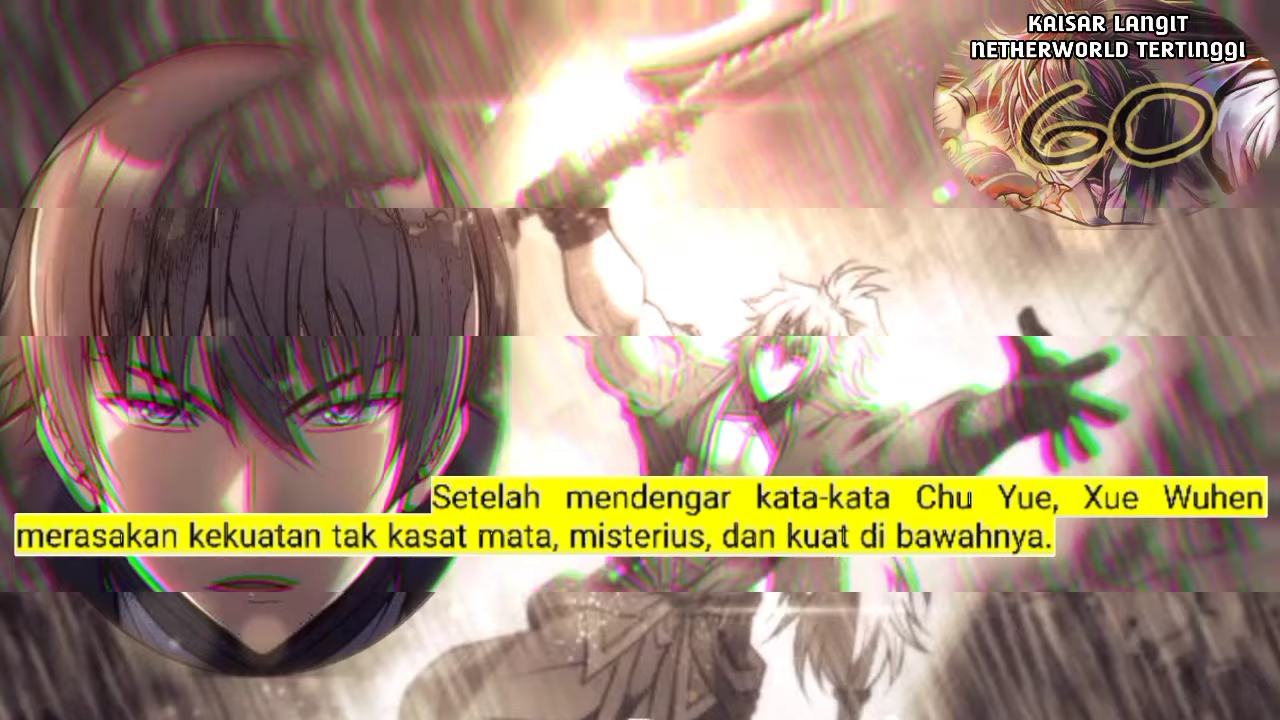 KAISAR LANGIT
NETHERWORLD TERTINGGI
60
Setelah mendengar kata-kata Chu Yue, Xue Wuhen
merasakan kekuatan tak kasat mata, misterius, dan kuat di bawahnya.